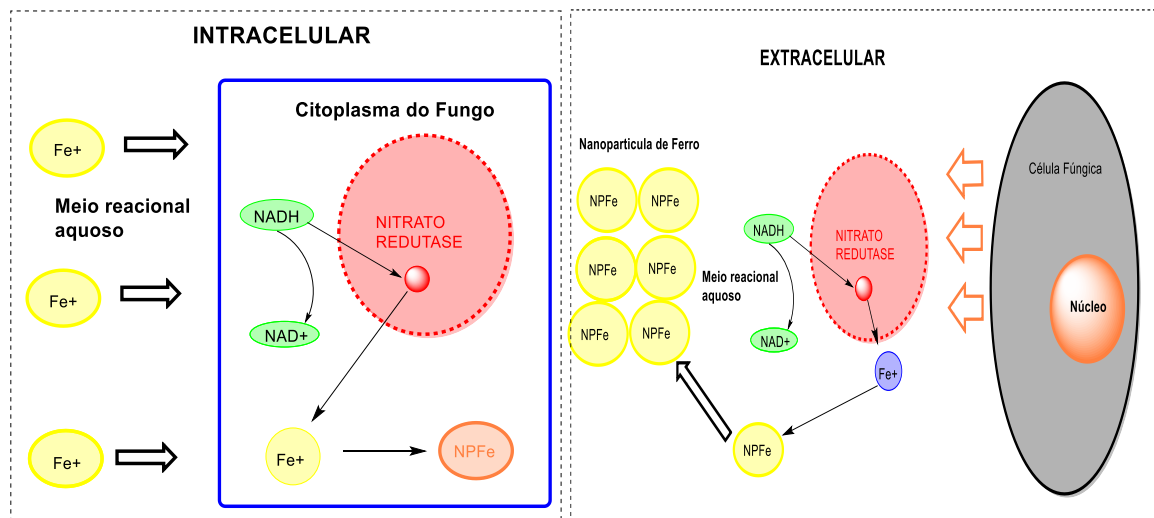 INTRACELULAR
Citoplasma do Fungo
Fe+
Meio reacional
aquoso
Fe+
Fe+
NADH
NITRATO
REDUTASE
NAD+
Fe+
NPFe
EXTRACELULAR
Nanoparticula de Ferro
NPFe
NPFe
NPFe
NPFe
NPFe
NPFe
Meio reacional
aquoso
NADH
NITRATO
REDUTASE
NAD+
Fe+
NPFe
Célula Fúngica
Núcleo